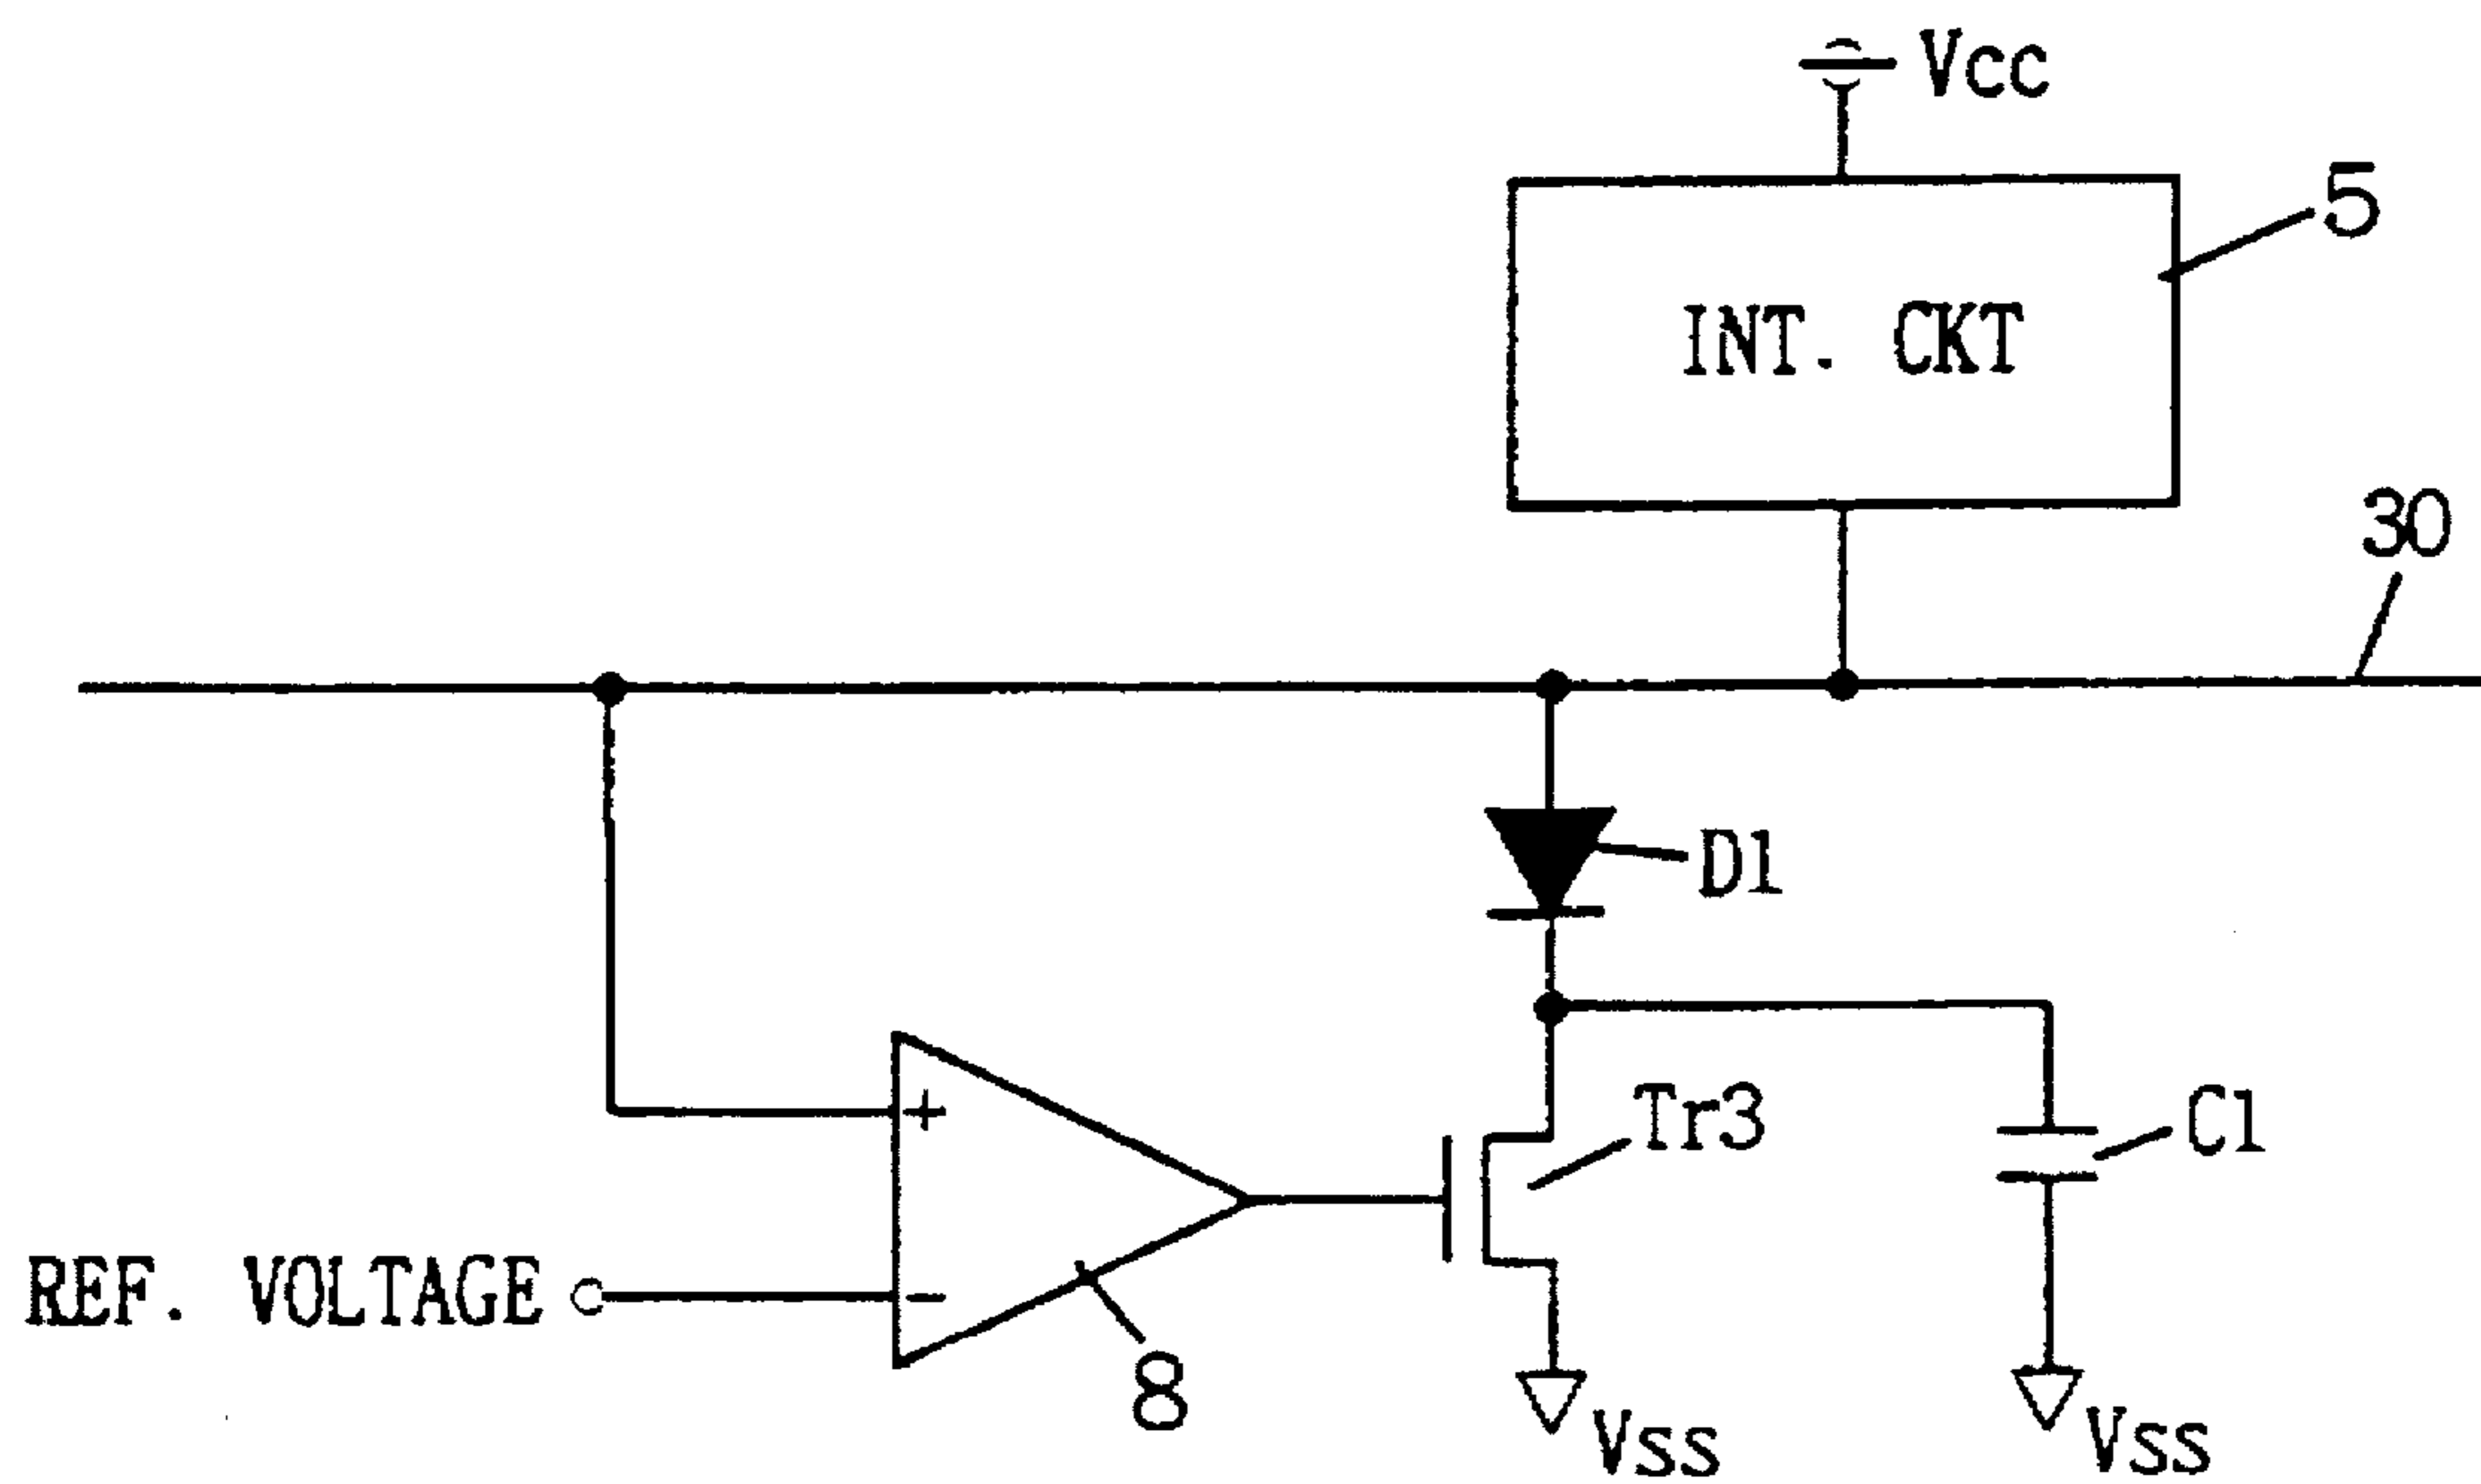 Vcc
5
INT. CKT
30
D1
Tr3
C1
+
REF. VOLTAGE
-
8
Vss
Vss